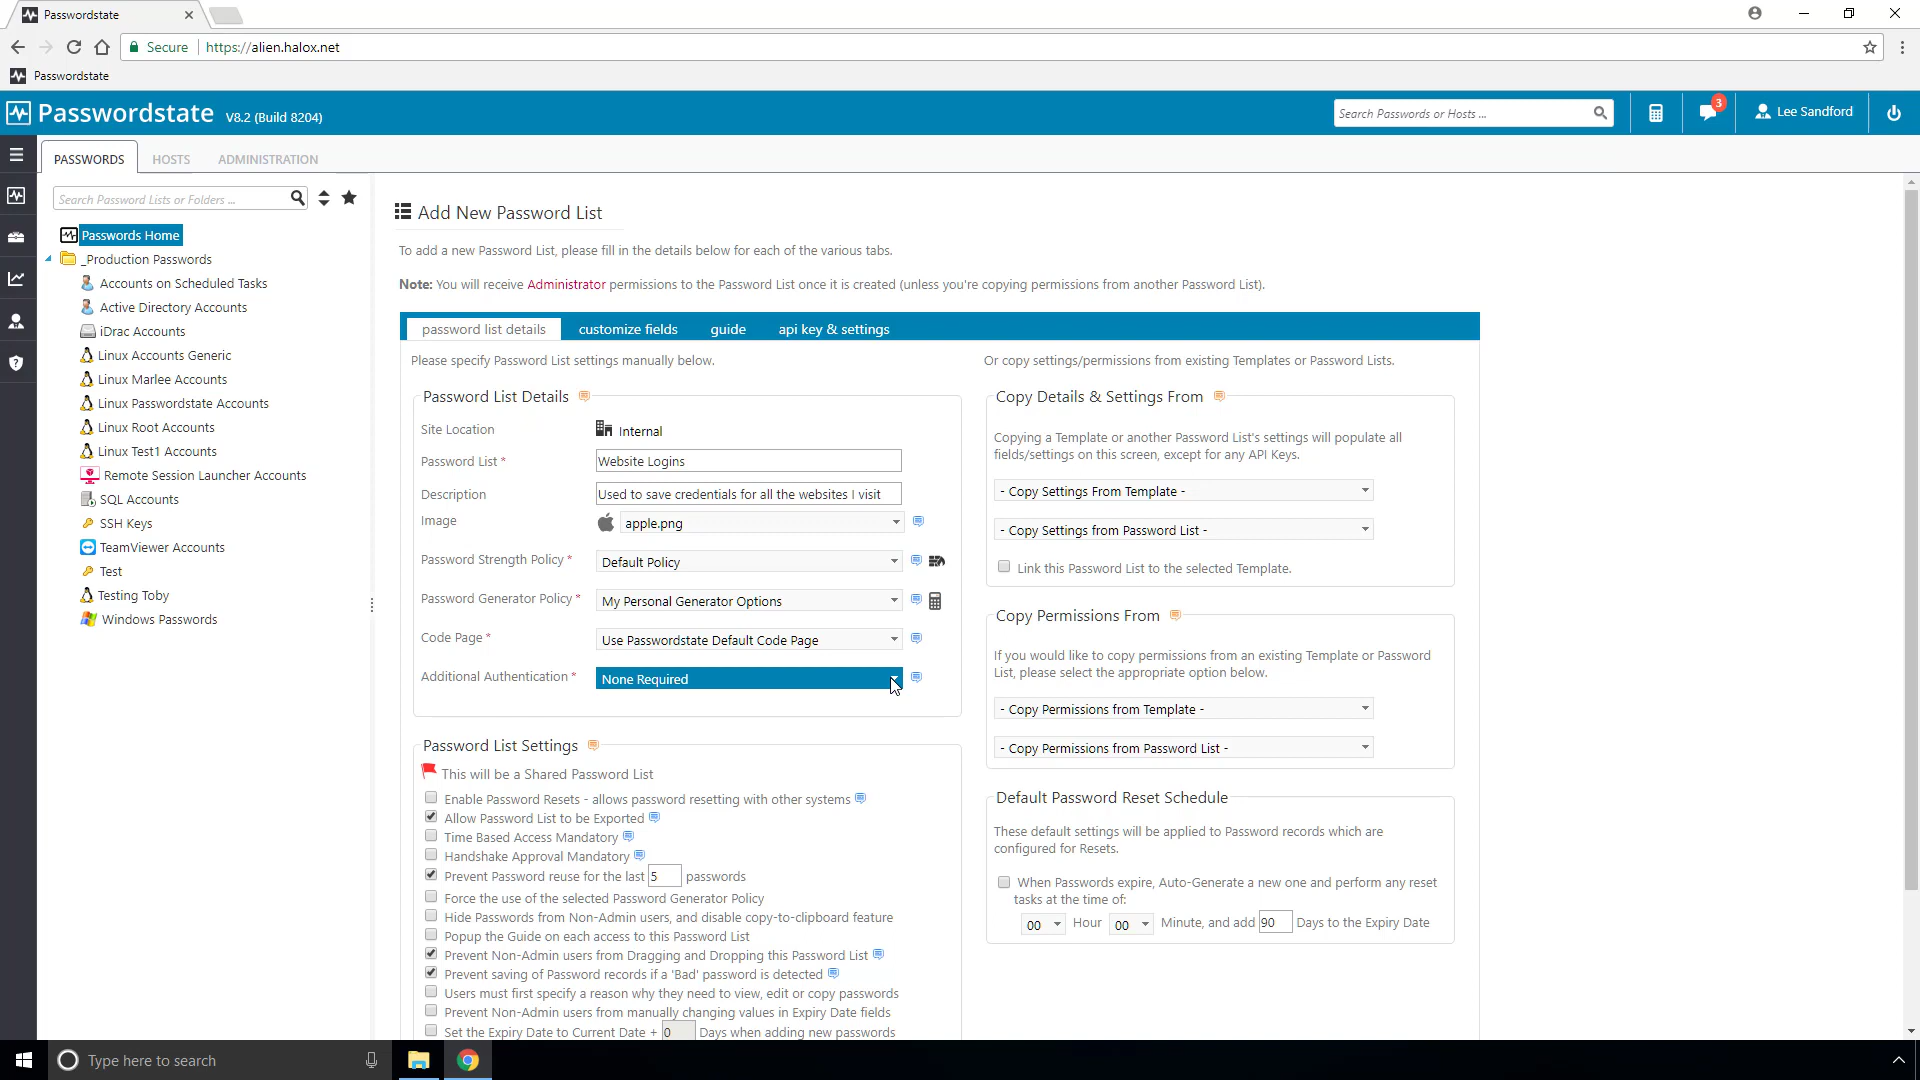 Passwordstate
Secure
https://alien.halox.net
Passwordstate
Passwordstate V8.2 (Build 8204)
Search Passwords or Hosts ...
3
Lee Sandford
PASSWORDS
HOSTS
ADMINISTRATION
Search Password Lists or Folders ...
Passwords Home
_Production Passwords
Accounts on Scheduled Tasks
Active Directory Accounts
iDrac Accounts
Linux Accounts Generic
Linux Marlee Accounts
Linux Passwordstate Accounts
Linux Root Accounts
Linux Test1 Accounts
Remote Session Launcher Accounts
SQL Accounts
SSH Keys
TeamViewer Accounts
Test
Testing Toby
Windows Passwords
Add New Password List
To add a new Password List, please fill in the details below for each of the various tabs.
Note: You will receive Administrator permissions to the Password List once it is created (unless you're copying permissions from another Password List).
password list details
customize fields
guide
api key & settings
Please specify Password List settings manually below.
Password List Details
Site Location
Internal
Password List *
Website Logins
Description
Used to save credentials for all the websites I visit
Image
apple.png
Password Strength Policy *
Default Policy
Password Generator Policy *
My Personal Generator Options
Code Page *
Use Passwordstate Default Code Page
Additional Authentication *
None Required
Password List Settings
This will be a Shared Password List
Enable Password Resets - allows password resetting with other systems
Allow Password List to be Exported
Time Based Access Mandatory
Handshake Approval Mandatory
Prevent Password reuse for the last 5 passwords
Force the use of the selected Password Generator Policy
Hide Passwords from Non-Admin users, and disable copy-to-clipboard feature
Popup the Guide on each access to this Password List
Prevent Non-Admin users from Dragging and Dropping this Password List
Prevent saving of Password records if a 'Bad' password is detected
Users must first specify a reason why they need to view, edit or copy passwords
Prevent Non-Admin users from manually changing values in Expiry Date fields
Set the Expiry Date to Current Date + 0 Days when adding new passwords
Or copy settings/permissions from existing Templates or Password Lists.
Copy Details & Settings From
Copying a Template or another Password List's settings will populate all
fields/settings on this screen, except for any API Keys.
- Copy Settings From Template -
- Copy Settings from Password List -
Link this Password List to the selected Template.
Copy Permissions From
If you would like to copy permissions from an existing Template or Password
List, please select the appropriate option below.
- Copy Permissions from Template -
- Copy Permissions from Password List -
Default Password Reset Schedule
These default settings will be applied to Password records which are
configured for Resets.
When Passwords expire, Auto-Generate a new one and perform any reset
tasks at the time of:
00 Hour 00 Minute, and add 90 Days to the Expiry Date
Type here to search